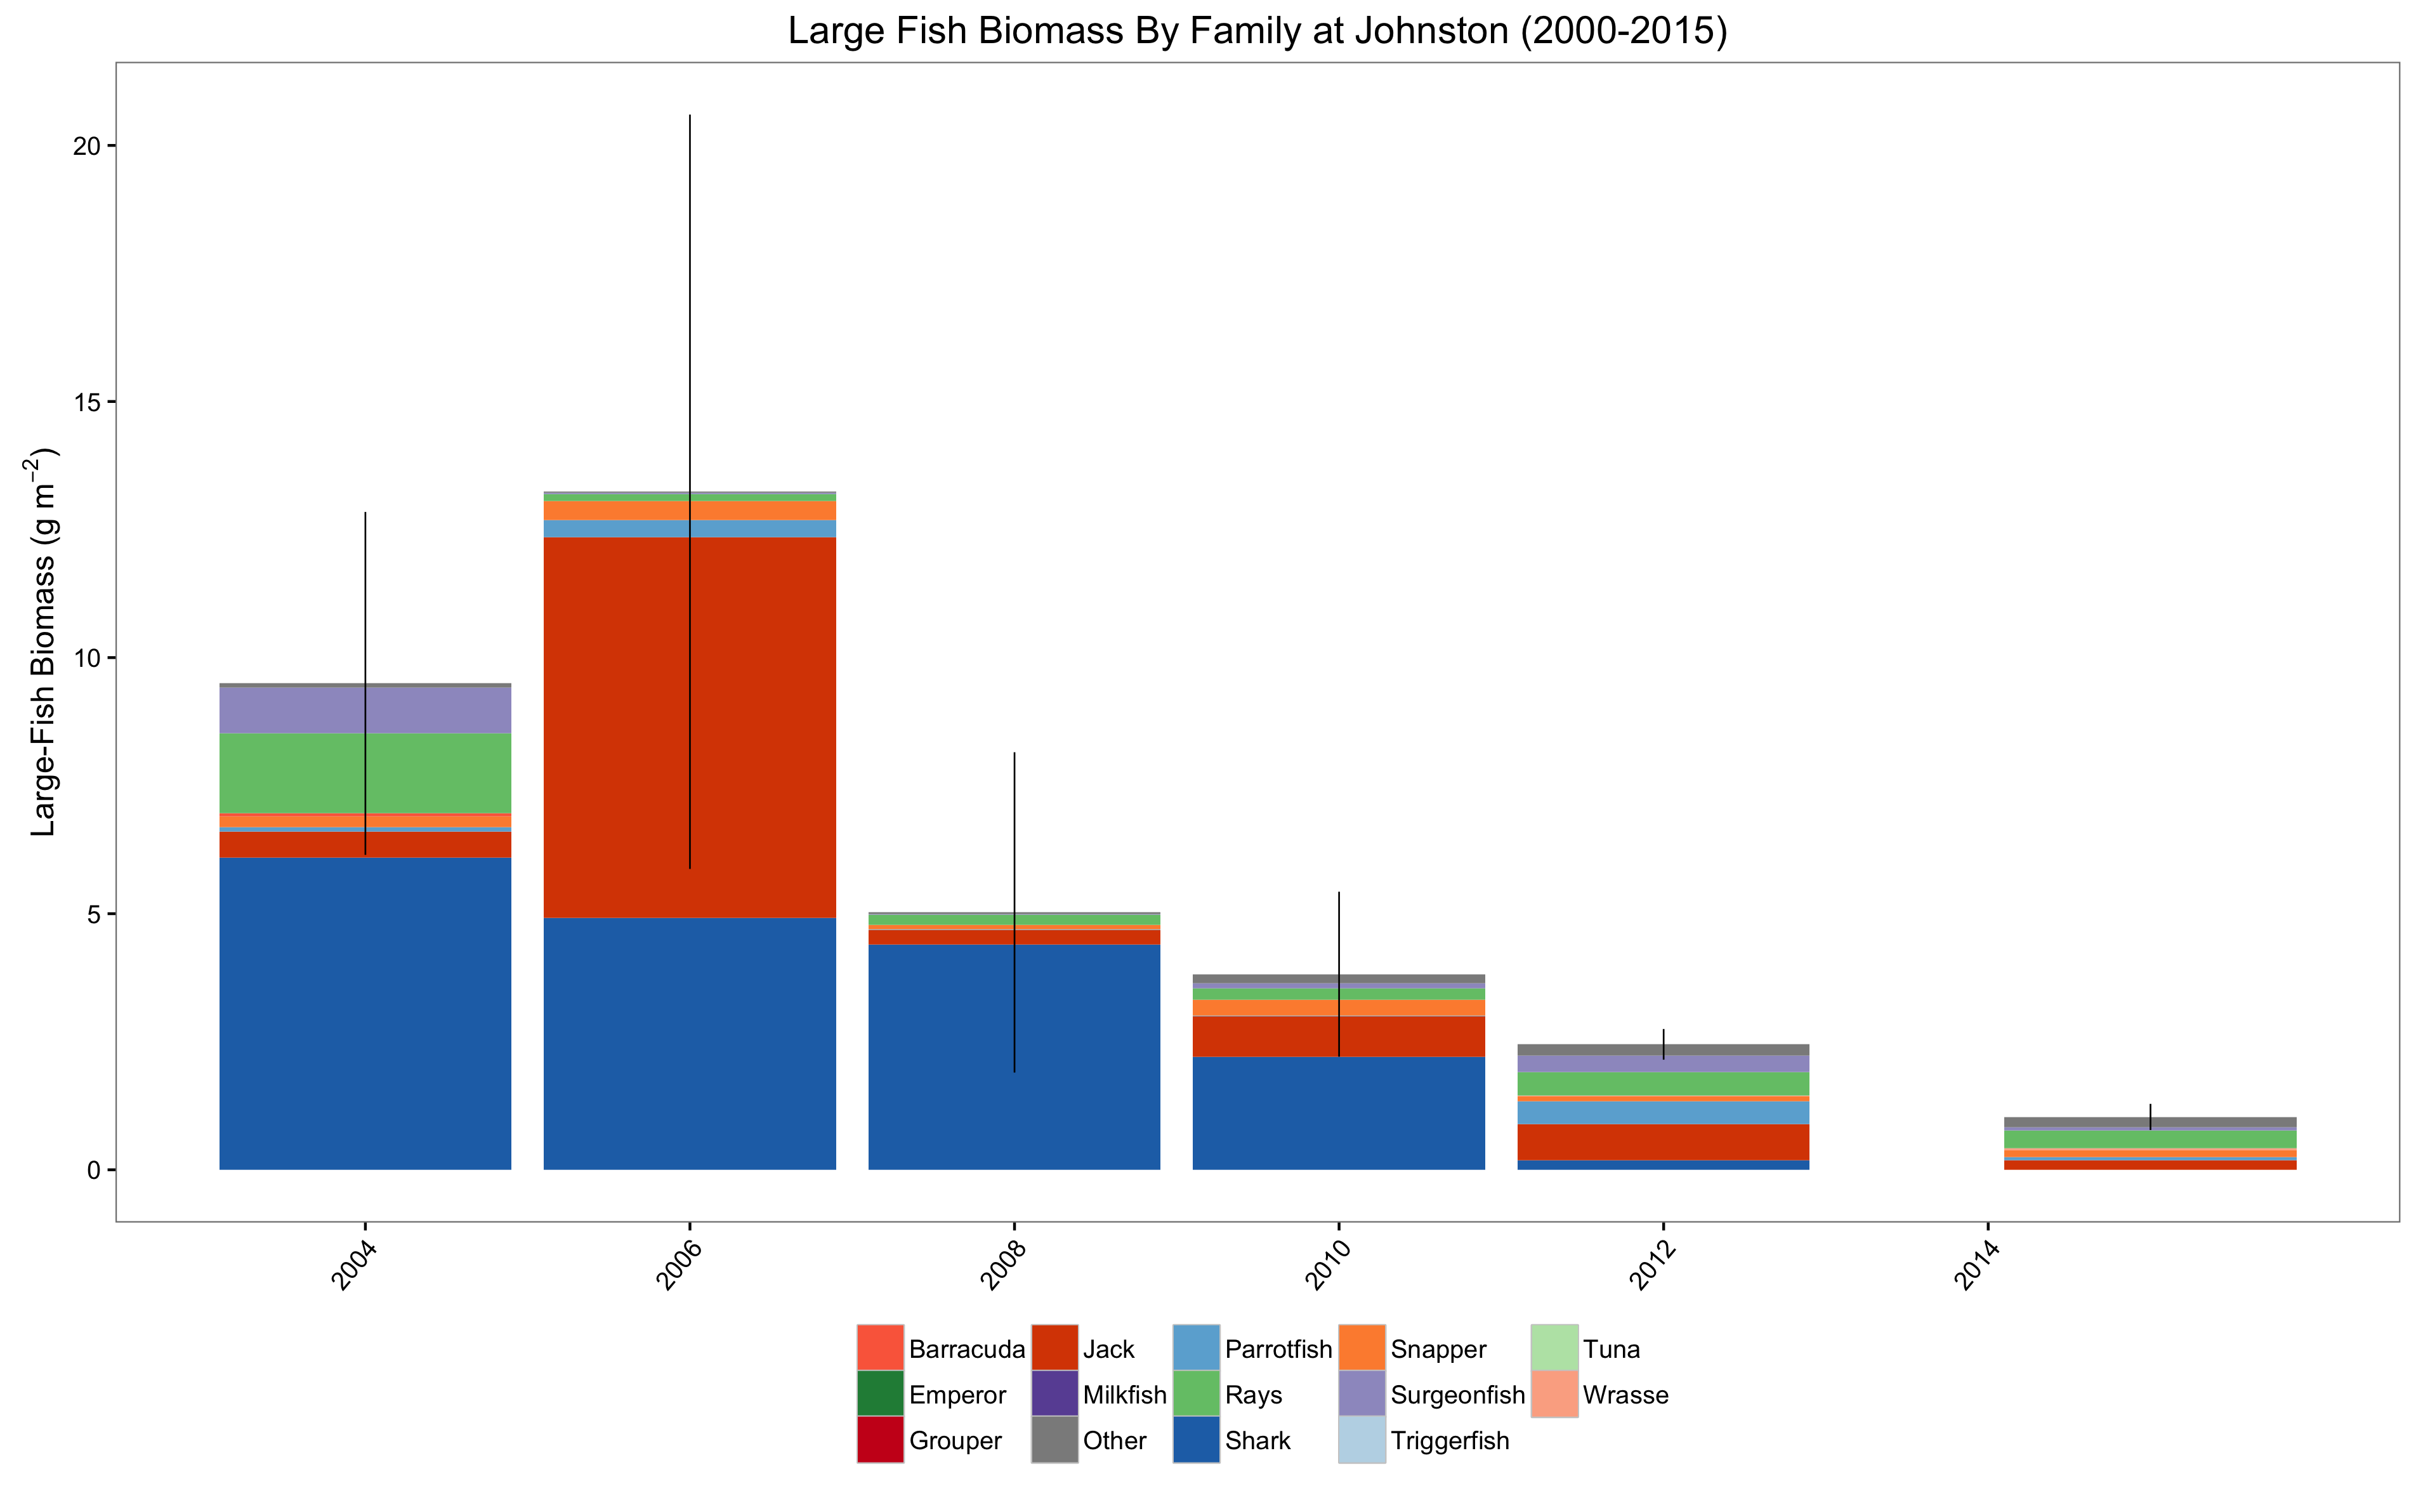 Large Fish Biomass By Family at Johnston (2000-2015)
Large-Fish Biomass (g m⁻²)
20
15
10
5
0
2004
2006
2008
2010
2012
2014
Barracuda Jack Parrotfish Snapper Tuna
Emperor Milkfish Rays Surgeonfish Wrasse
Grouper Other Shark Triggerfish